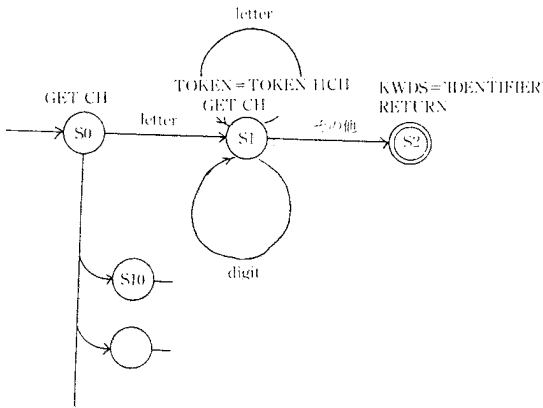 letter
TOKEN=TOKEN||CH
GET CH
KWDS='IDENTIFIER'
RETURN
GET CH
S0
letter
S1
その他
S2
digit
S10